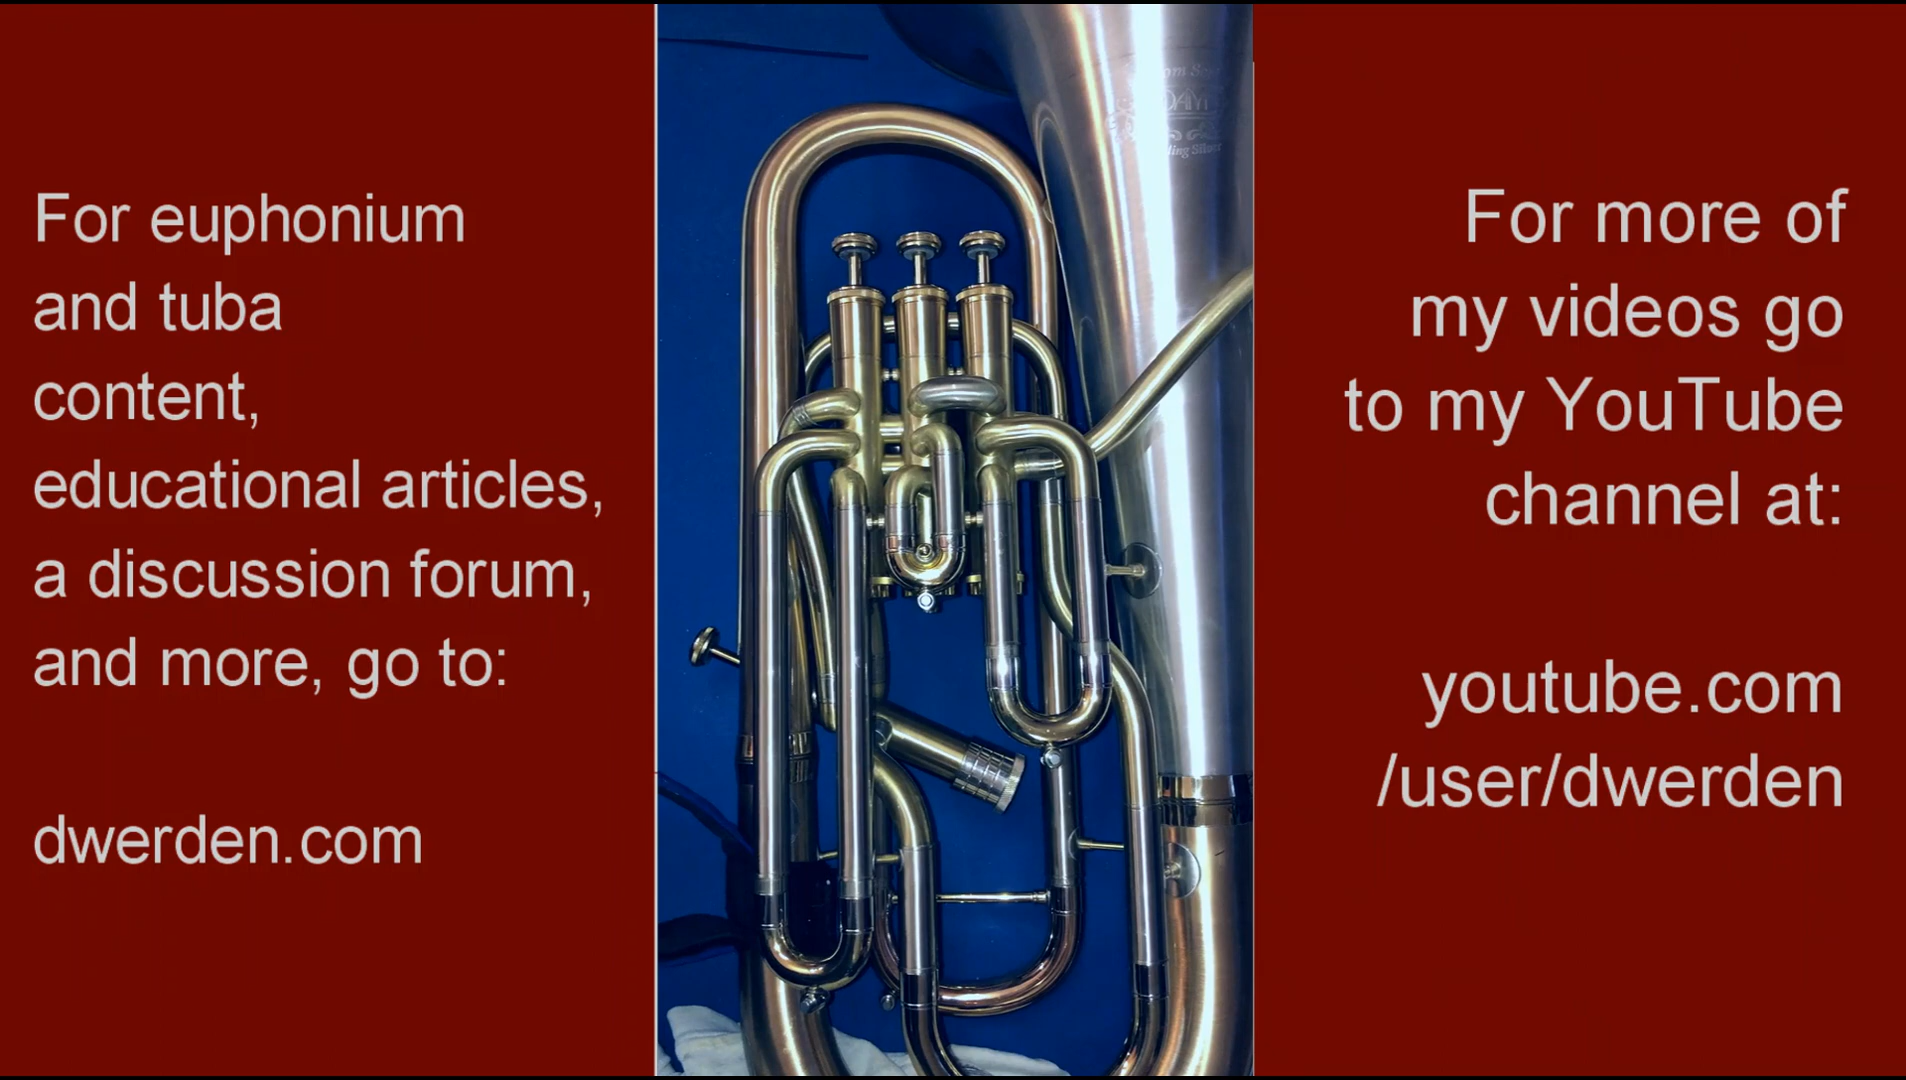 For euphonium
and tuba
content,
educational articles,
a discussion forum,
and more, go to:
dwerden.com
For more of
my videos go
to my YouTube
channel at:
youtube.com
/user/dwerden